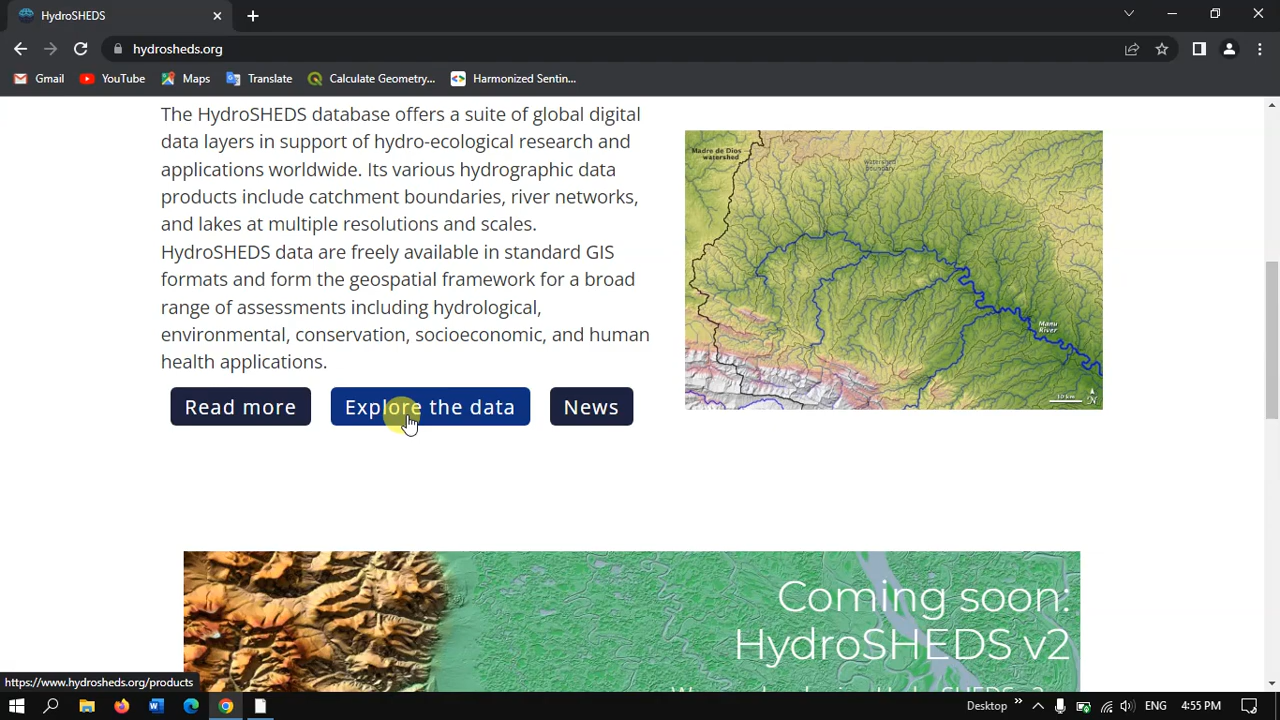 HydroSHEDS
hydrosheds.org
Gmail
YouTube
Maps
Translate
Calculate Geometry...
Harmonized Sentin...
The HydroSHEDS database offers a suite of global digital
data layers in support of hydro-ecological research and
applications worldwide. Its various hydrographic data
products include catchment boundaries, river networks,
and lakes at multiple resolutions and scales.
HydroSHEDS data are freely available in standard GIS
formats and form the geospatial framework for a broad
range of assessments including hydrological,
environmental, conservation, socioeconomic, and human
health applications.
Madre de Dios
watershed
Watershed
boundary
Manu
River
10 km
N
Read more
Explore the data
News
Coming soon:
HydroSHEDS v2
https://www.hydrosheds.org/products
Desktop
ENG
4:55 PM